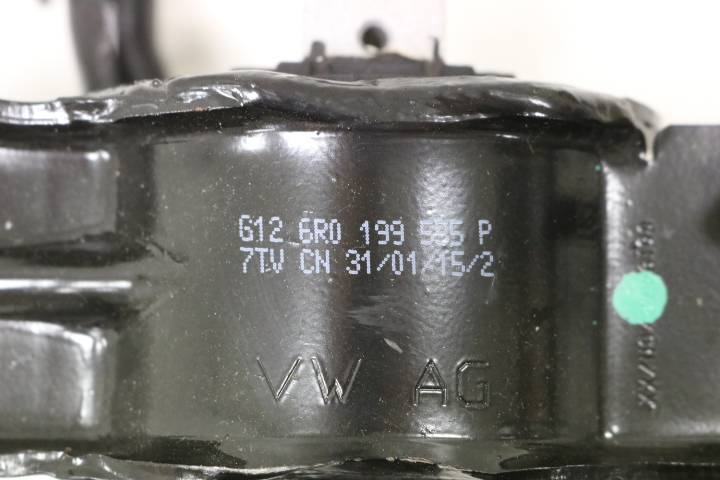 G12 6R0 199 555 P
7TV CN 31/01/15/2
VW AG